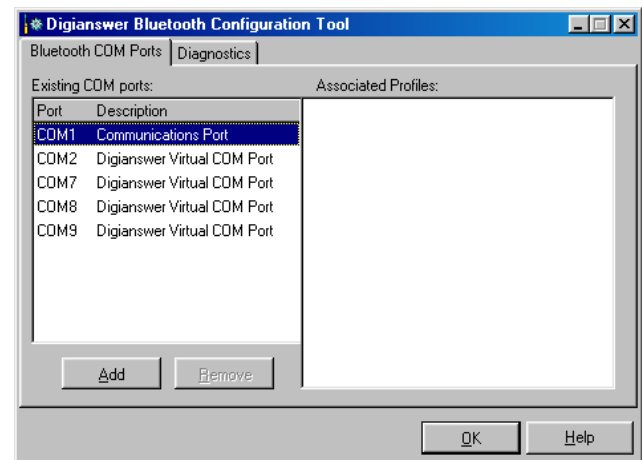 Digianswer Bluetooth Configuration Tool
Bluetooth COM Ports Diagnostics
Existing COM ports: Associated Profiles:
Port Description
COM1 Communications Port
COM2 Digianswer Virtual COM Port
COM7 Digianswer Virtual COM Port
COM8 Digianswer Virtual COM Port
COM9 Digianswer Virtual COM Port
Add Remove
OK Help